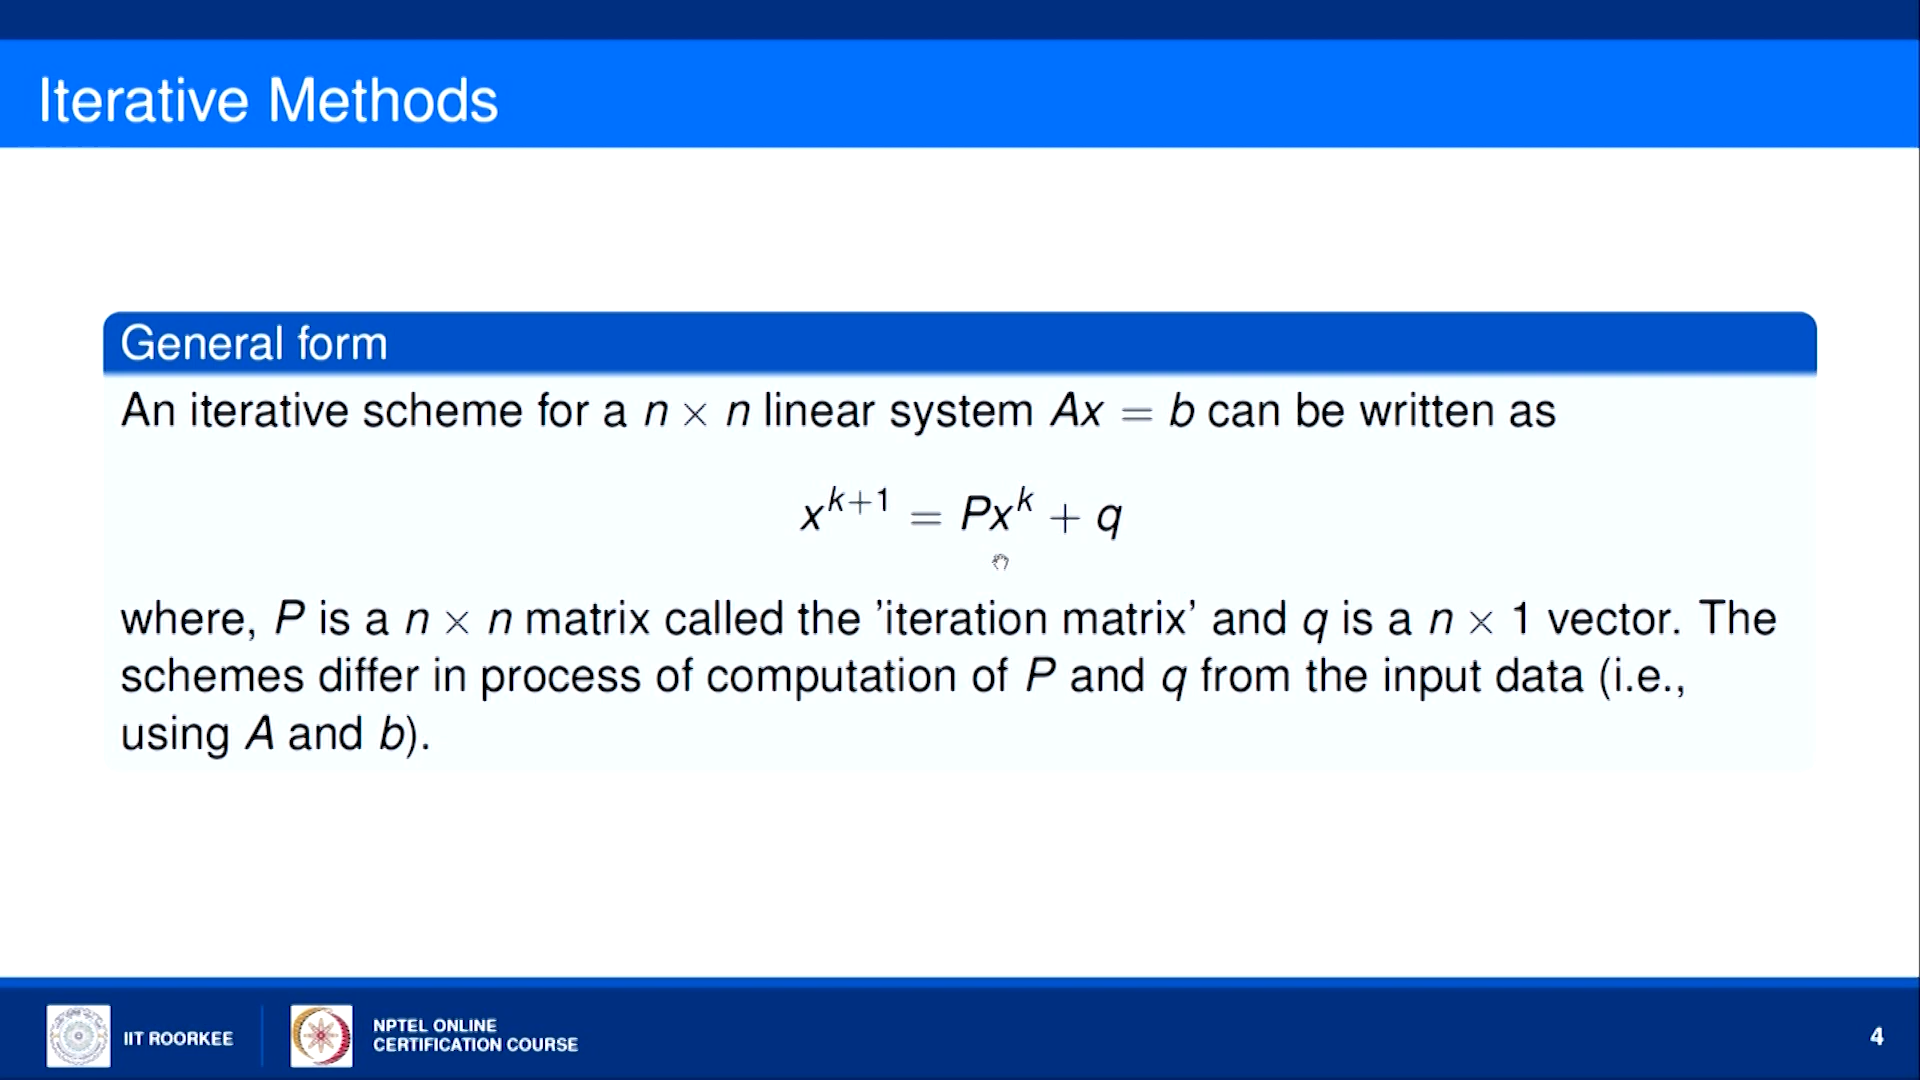 Iterative Methods
General form
An iterative scheme for a n × n linear system Ax = b can be written as
x^{k+1} = Px^k + q
where, P is a n × n matrix called the 'iteration matrix' and q is a n × 1 vector. The
schemes differ in process of computation of P and q from the input data (i.e.,
using A and b).
IIT ROORKEE
NPTEL ONLINE
CERTIFICATION COURSE
4